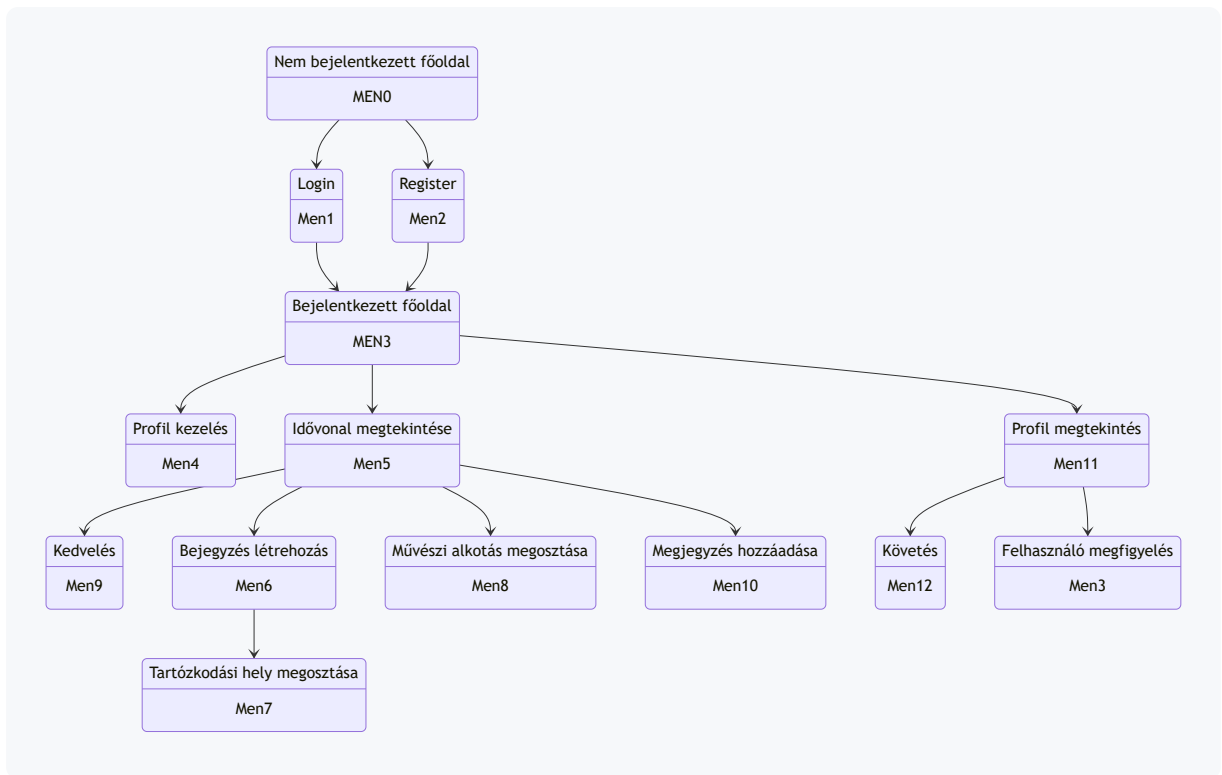 Nem bejelentkezett főoldal
MEN0
Login
Men1
Register
Men2
Bejelentkezett főoldal
MEN3
Profil kezelés
Men4
Idővonal megtekintése
Men5
Profil megtekintés
Men11
Kedvelés
Men9
Bejegyzés létrehozás
Men6
Művészi alkotás megosztása
Men8
Megjegyzés hozzáadása
Men10
Követés
Men12
Felhasználó megfigyelés
Men3
Tartózkodási hely megosztása
Men7